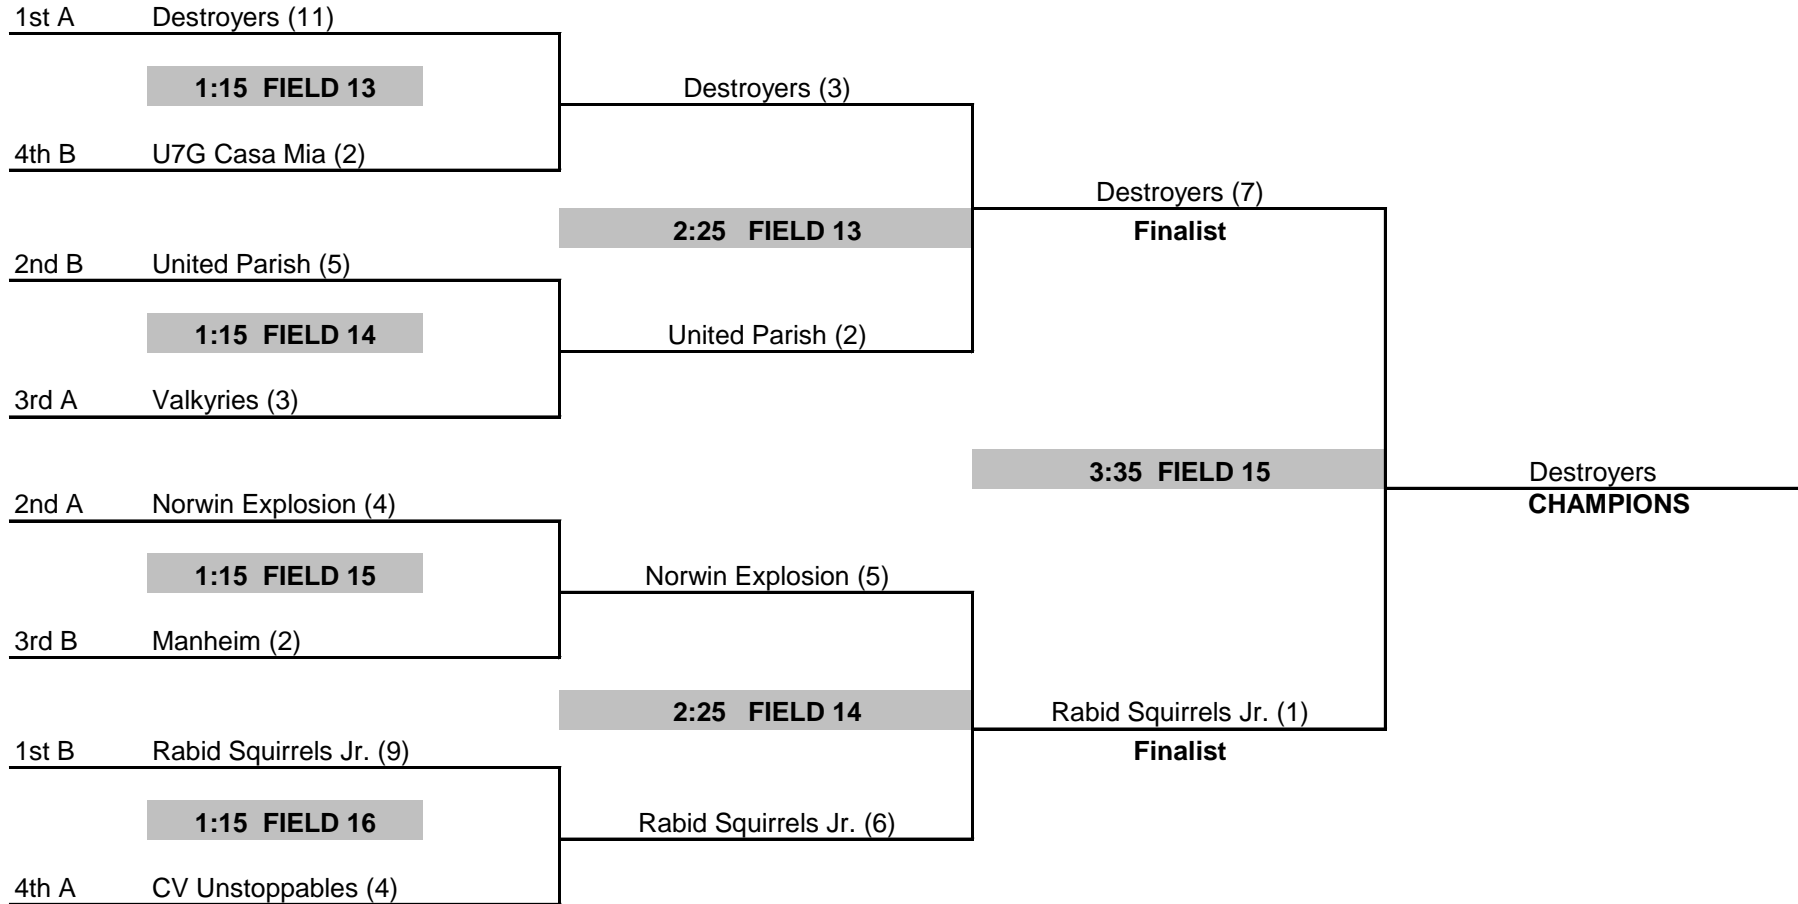 1st A Destroyers (11)
1:15 FIELD 13
Destroyers (3)
4th B U7G Casa Mia (2)
Destroyers (7)
2:25 FIELD 13
Finalist
2nd B United Parish (5)
1:15 FIELD 14
United Parish (2)
3rd A Valkyries (3)
3:35 FIELD 15
Destroyers
CHAMPIONS
2nd A Norwin Explosion (4)
1:15 FIELD 15
Norwin Explosion (5)
3rd B Manheim (2)
2:25 FIELD 14
Rabid Squirrels Jr. (1)
Finalist
1st B Rabid Squirrels Jr. (9)
1:15 FIELD 16
Rabid Squirrels Jr. (6)
4th A CV Unstoppables (4)